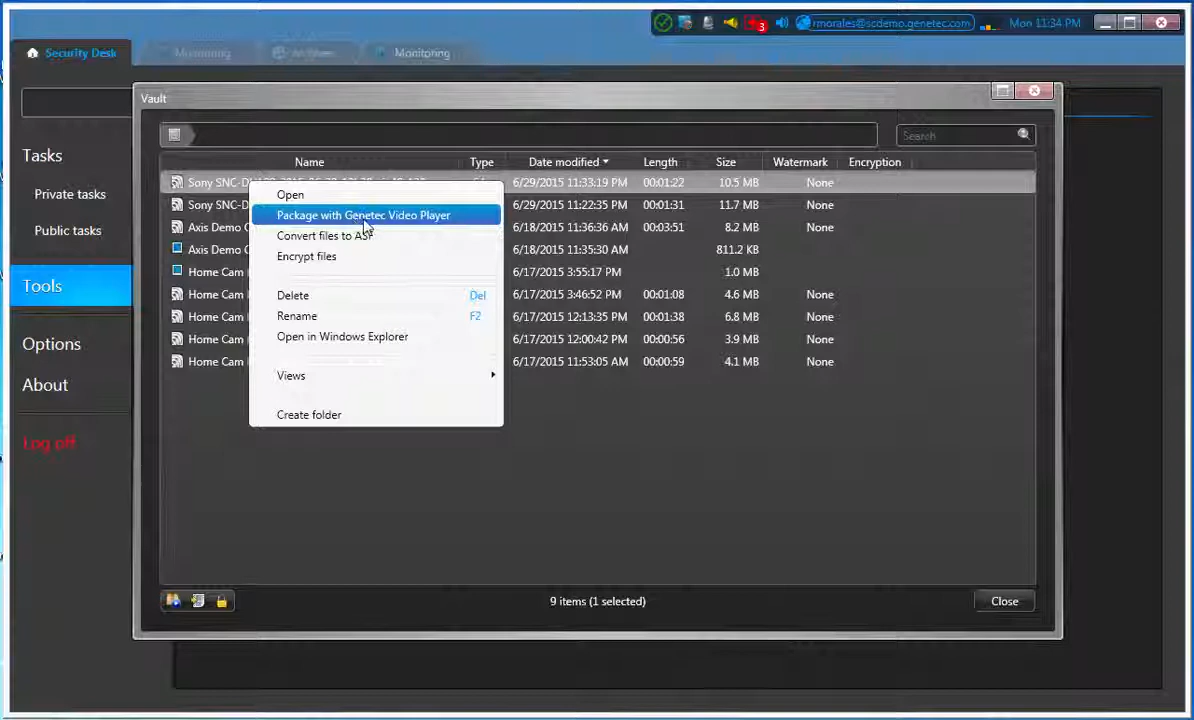 3
rmorales@scdemo.genetec.com
Mon 11:34 PM
Security Desk
Monitoring
Monitoring
Vault
Search
Tasks
Private tasks
Public tasks
Tools
Options
About
Log off
Name Type Date modified Length Size Watermark Encryption
Sony SNC- 6/29/2015 11:33:19 PM 00:01:22 10.5 MB None
Sony SNC-D 6/29/2015 11:22:35 PM 00:01:31 11.7 MB None
Axis Demo C 6/18/2015 11:36:36 AM 00:03:51 8.2 MB None
Axis Demo C 6/18/2015 11:35:30 AM 811.2 KB
Home Cam 6/17/2015 3:55:17 PM 1.0 MB
Home Cam 6/17/2015 3:46:52 PM 00:01:08 4.6 MB None
Home Cam 6/17/2015 12:13:35 PM 00:01:38 6.8 MB None
Home Cam 6/17/2015 12:00:42 PM 00:00:56 3.9 MB None
Home Cam 6/17/2015 11:53:05 AM 00:00:59 4.1 MB None
Open
Package with Genetec Video Player
Convert files to ASF
Encrypt files
Delete Del
Rename F2
Open in Windows Explorer
Views
Create folder
9 items (1 selected)
Close